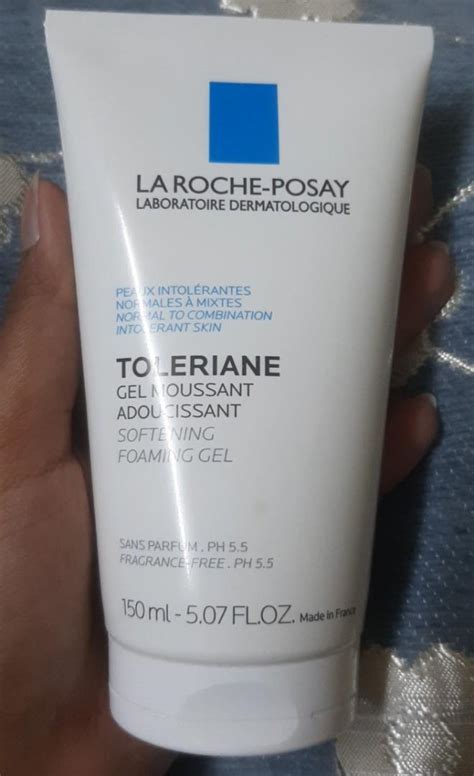 LA ROCHE-POSAY
LABORATOIRE DERMATOLOGIQUE
PEAUX INTOLÉRANTES
NORMALES À MIXTES
NORMAL TO COMBINATION
INTOLERANT SKIN
TOLERIANE
GEL MOUSSANT
ADOUCISSANT
SOFTENING
FOAMING GEL
SANS PARFUM . PH 5.5
FRAGRANCE-FREE . PH 5.5
150 ml - 5.07 FL.OZ. Made in France